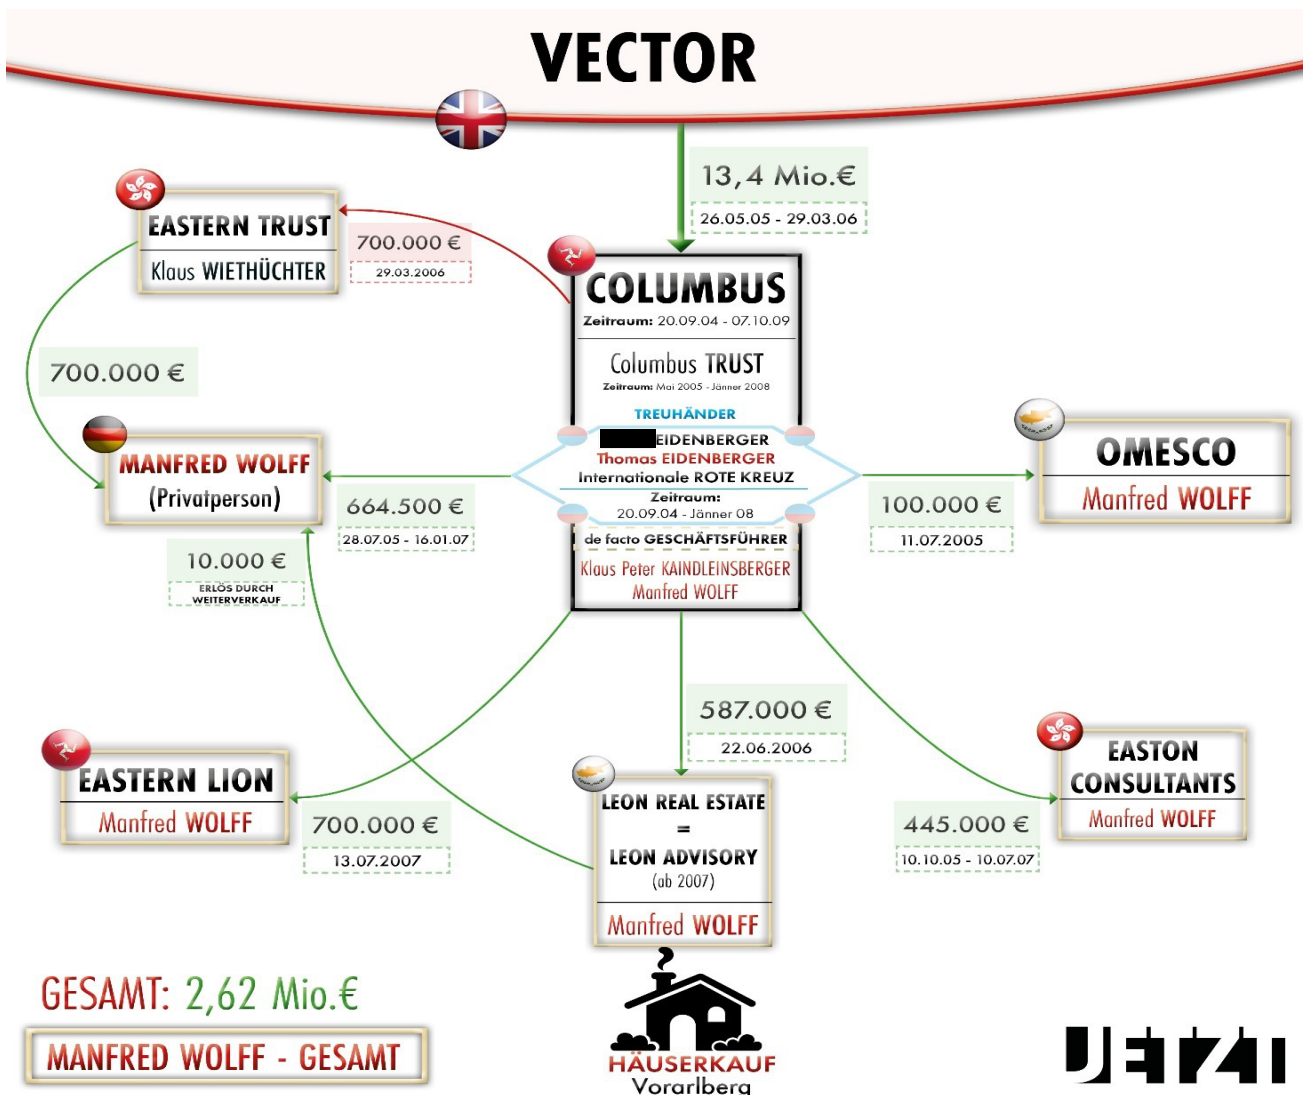 VECTOR
13,4 Mio.€
26.05.05 - 29.03.06
EASTERN TRUST
Klaus WIETHÜCHTER
700.000 €
29.03.2006
700.000 €
COLUMBUS
Zeitraum: 20.09.04 - 07.10.09
Columbus TRUST
Zeitraum: Mai 2005 - Jänner 2008
TREUHÄNDER
EIDENBERGER
Thomas EIDENBERGER
Internationale ROTE KREUZ
Zeitraum:
20.09.04 - Jänner 08
de facto GESCHÄFTSFÜHRER
Klaus Peter KAINDLEINSBERGER
Manfred WOLFF
MANFRED WOLFF
(Privatperson)
664.500 €
28.07.05 - 16.01.07
10.000 €
ERLÖS DURCH
WEITERVERKAUF
OMESCO
Manfred WOLFF
100.000 €
11.07.2005
EASTERN LION
Manfred WOLFF
700.000 €
13.07.2007
587.000 €
22.06.2006
LEON REAL ESTATE
=
LEON ADVISORY
(ab 2007)
Manfred WOLFF
EASTON
CONSULTANTS
Manfred WOLFF
445.000 €
10.10.05 - 10.07.07
HÄUSERKAUF
Vorarlberg
GESAMT: 2,62 Mio.€
MANFRED WOLFF - GESAMT
JETZT